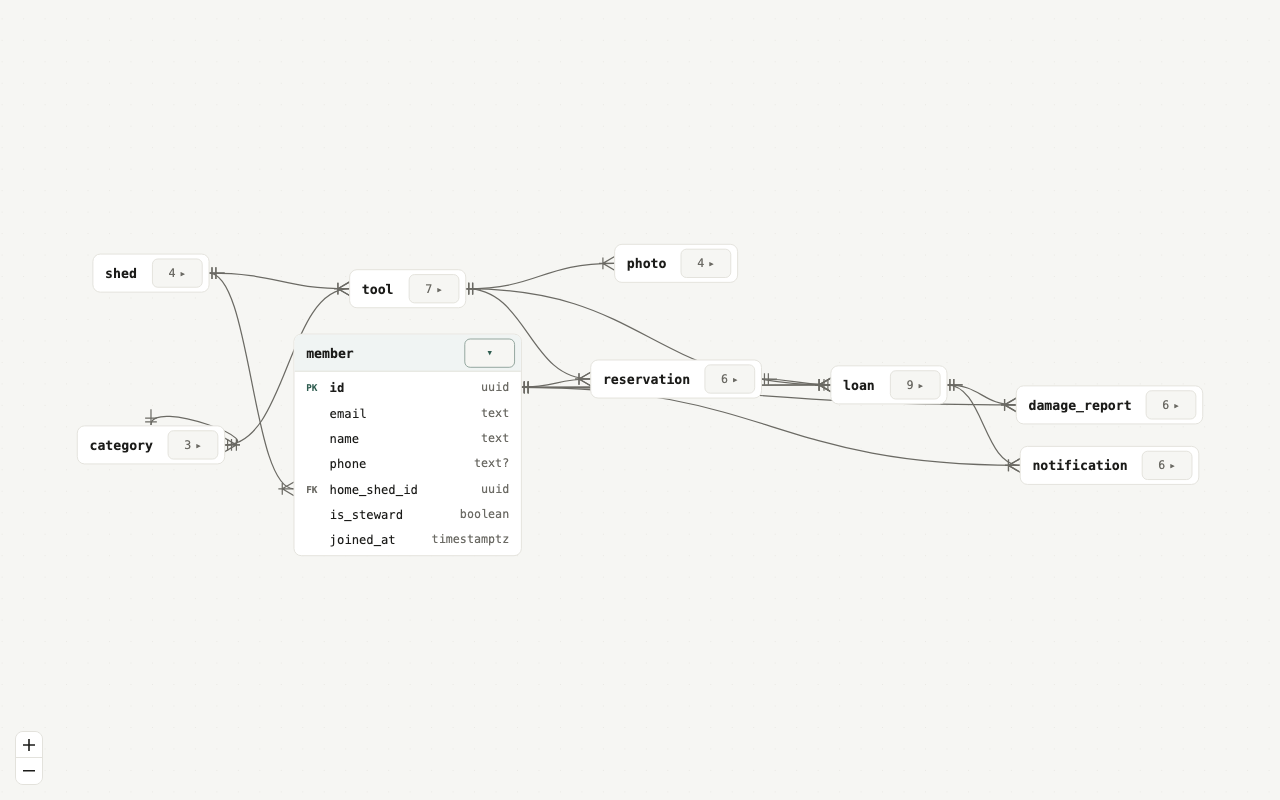 shed 4 ▸
tool 7 ▸
photo 4 ▸
member ▾
PK id uuid
email text
name text
phone text?
FK home_shed_id uuid
is_steward boolean
joined_at timestamptz
category 3 ▸
reservation 6 ▸
loan 9 ▸
damage_report 6 ▸
notification 6 ▸
+
−